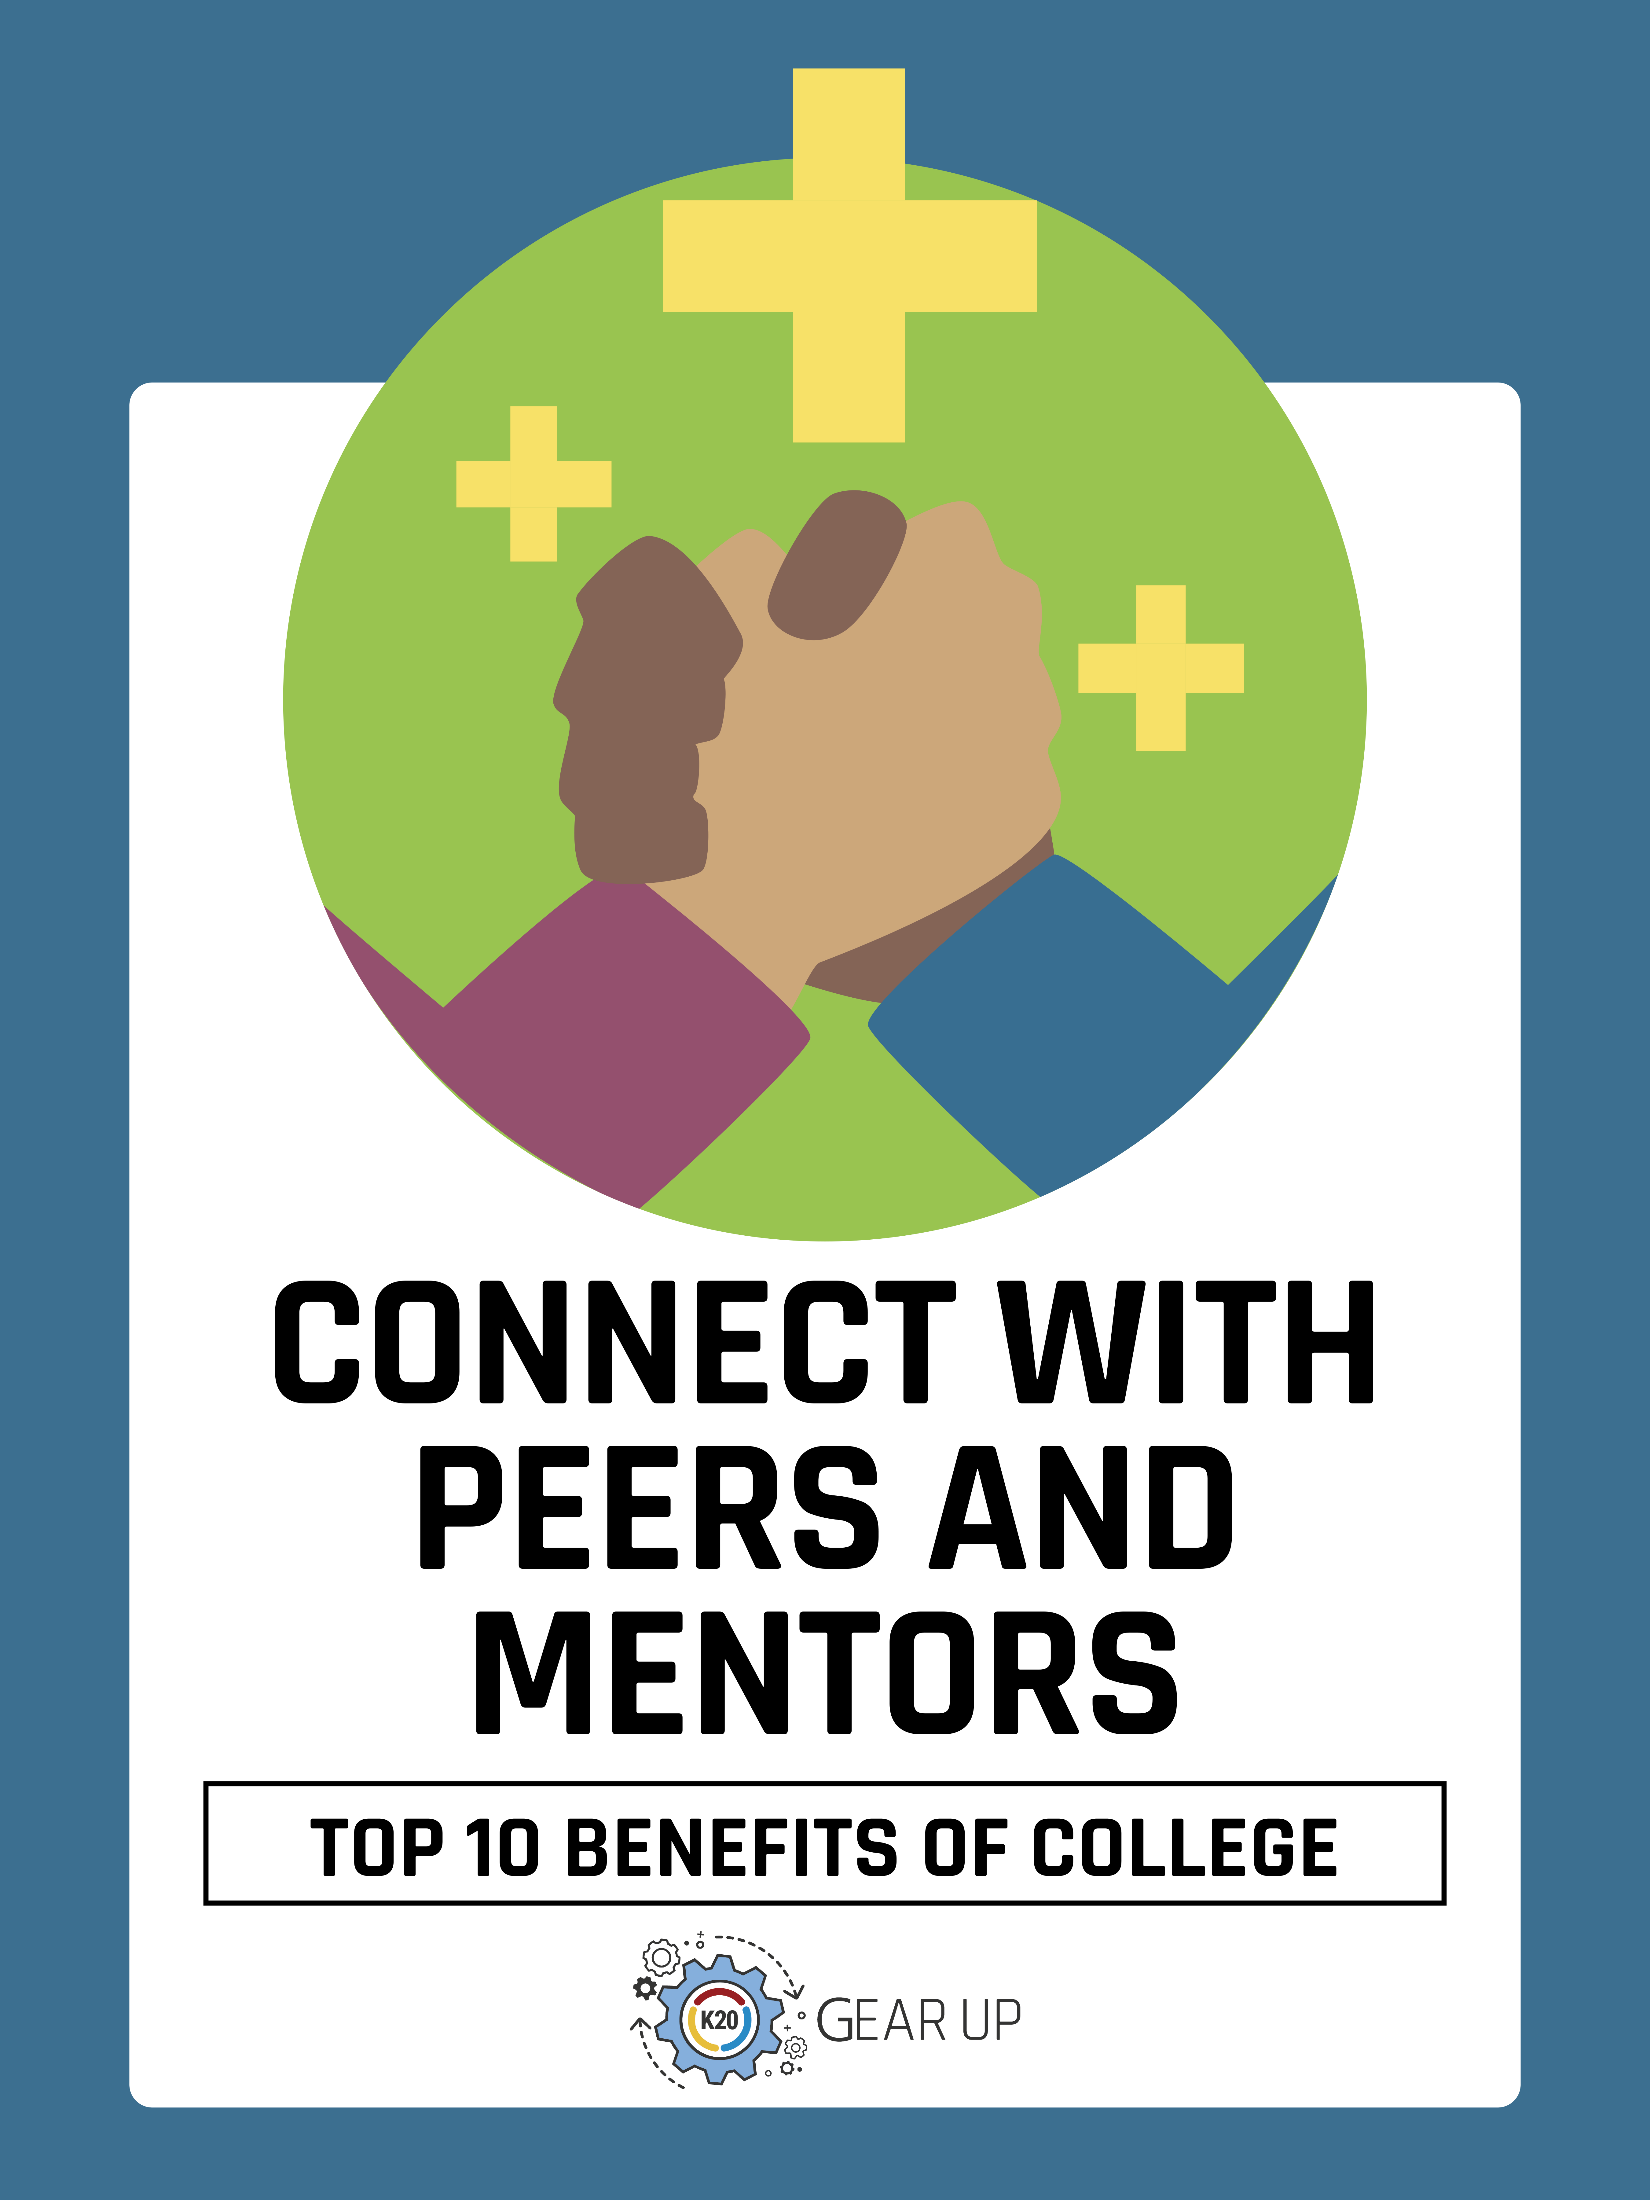 CONNECT WITH
PEERS AND
MENTORS
TOP 10 BENEFITS OF COLLEGE
K20
GEAR UP